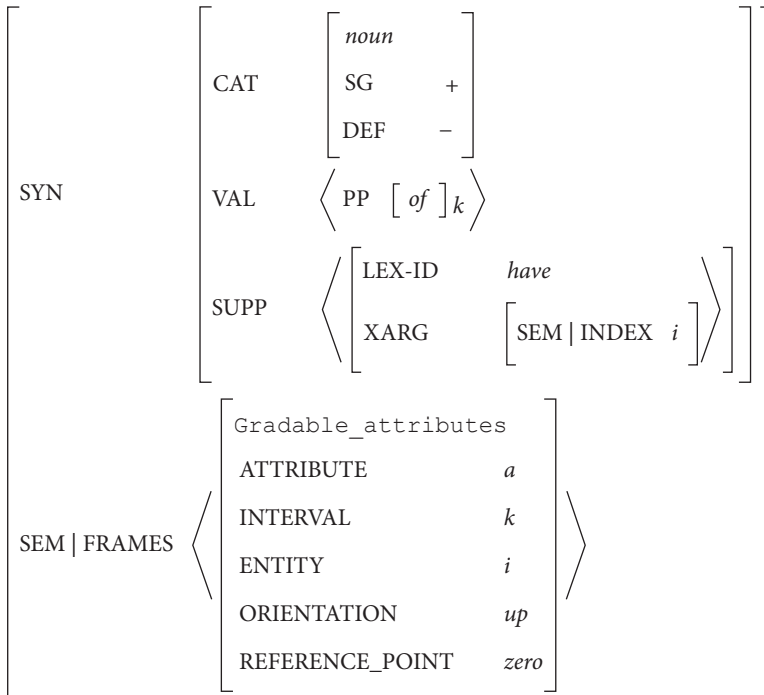 noun
CAT SG +
DEF −
SYN VAL ⟨ PP [ of ] k ⟩
LEX-ID have
SUPP
XARG [ SEM | INDEX i ]
Gradable_attributes
ATTRIBUTE a
INTERVAL k
SEM | FRAMES
ENTITY i
ORIENTATION up
REFERENCE_POINT zero